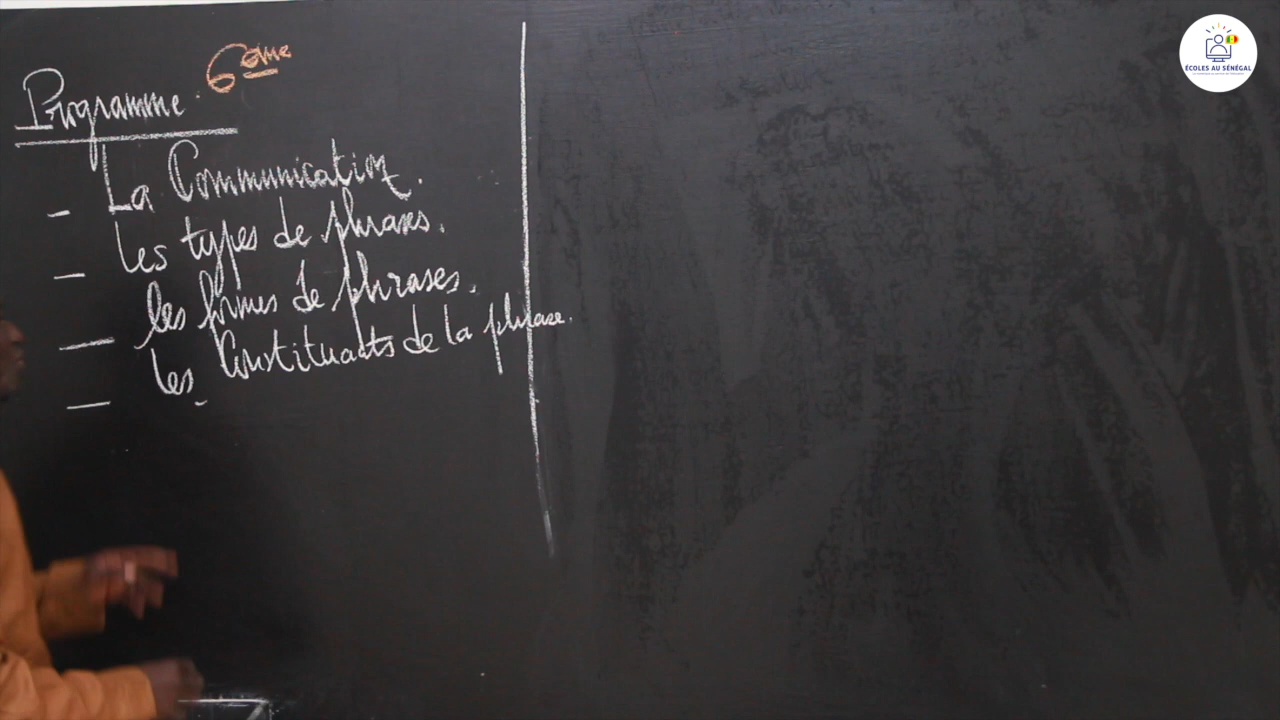 Programme 6ème
- La Communication.
- Les types de phrases.
- les formes de phrases.
- les Constituants de la phrase.
ÉCOLES AU SÉNÉGAL